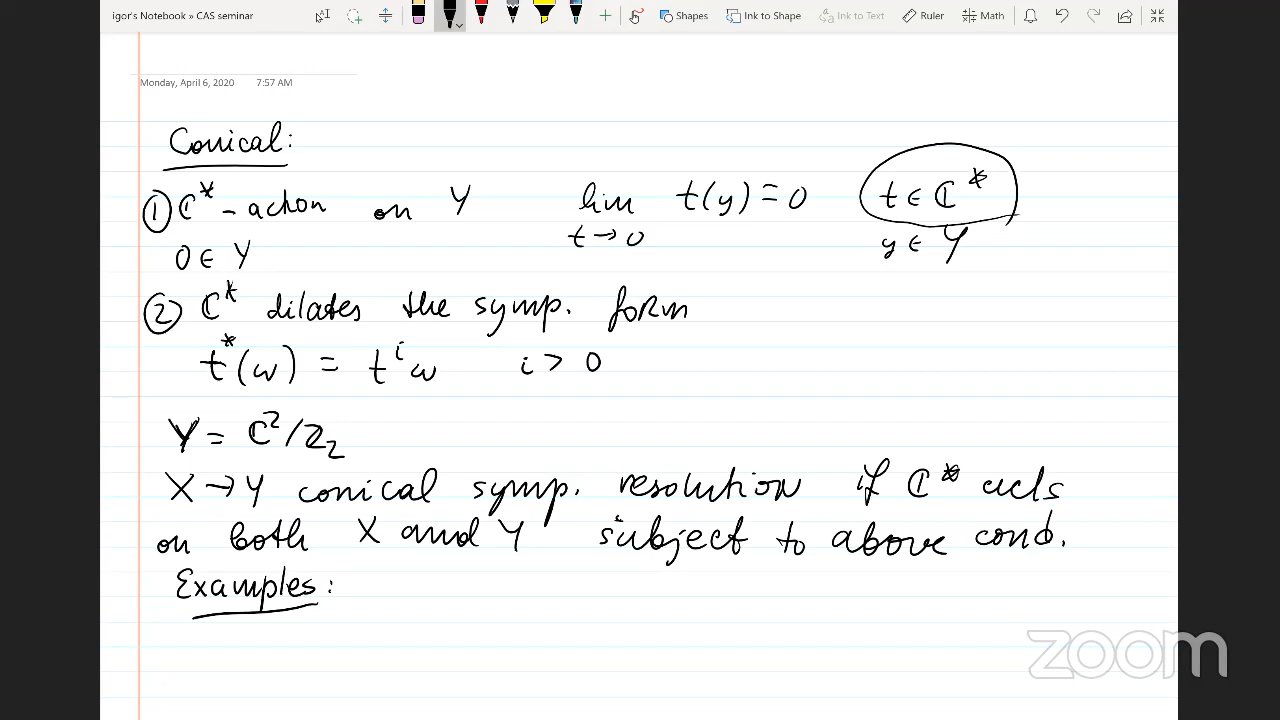 igor's Notebook » CAS seminar
Shapes Ink to Shape Ink to Text Ruler Math
Monday, April 6, 2020 7:57 AM
Conical:
① ℂ* - action on Y lim t(y) = 0 t ∈ ℂ*
t → 0 y ∈ Y
0 ∈ Y
② ℂ* dilates the symp. form
t*(ω) = tⁱ ω i > 0
Y = ℂ²/ℤ₂
X → Y conical symp. resolution if ℂ* acts
on both X and Y subject to above cond.
Examples:
zoom